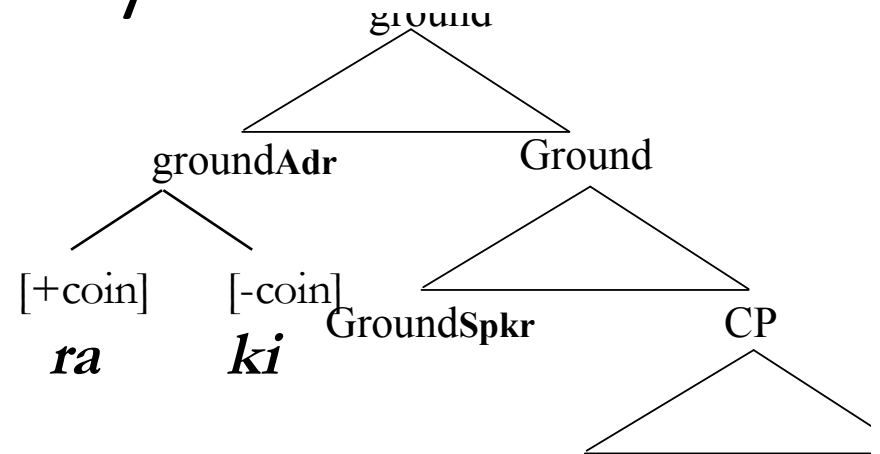 ground
groundAdr Ground
[+coin] [-coin]
GroundSpkr CP
ra ki